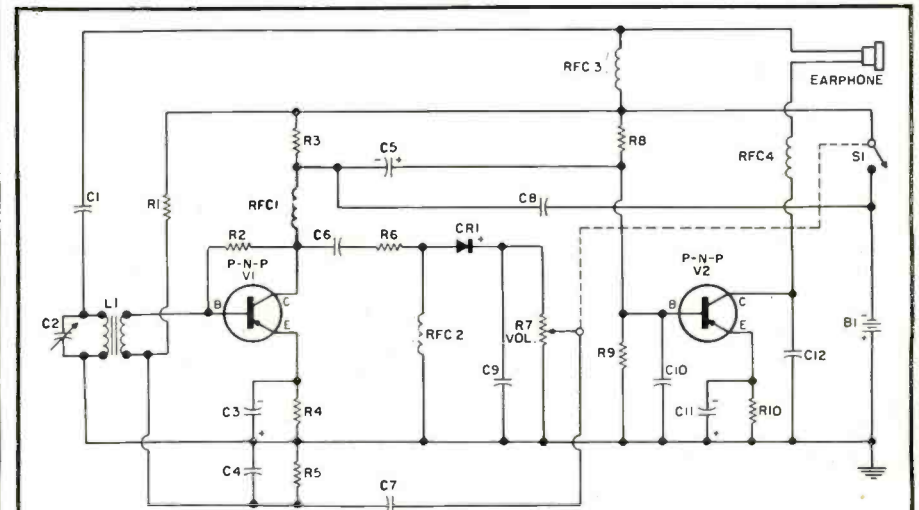 RFC 3
EARPHONE
R3
R8
C5
RFC4
S1
C1
R1
RFC1
C8
R2
C6
R6
CR1
+
P-N-P
V1
P-N-P
V2
L1
B
C
E
C2
RFC 2
R7
VOL.
B
C
E
B1
-
+
R9
C9
C10
C12
C3
-
+
R4
C11
-
+
R10
C4
R5
C7